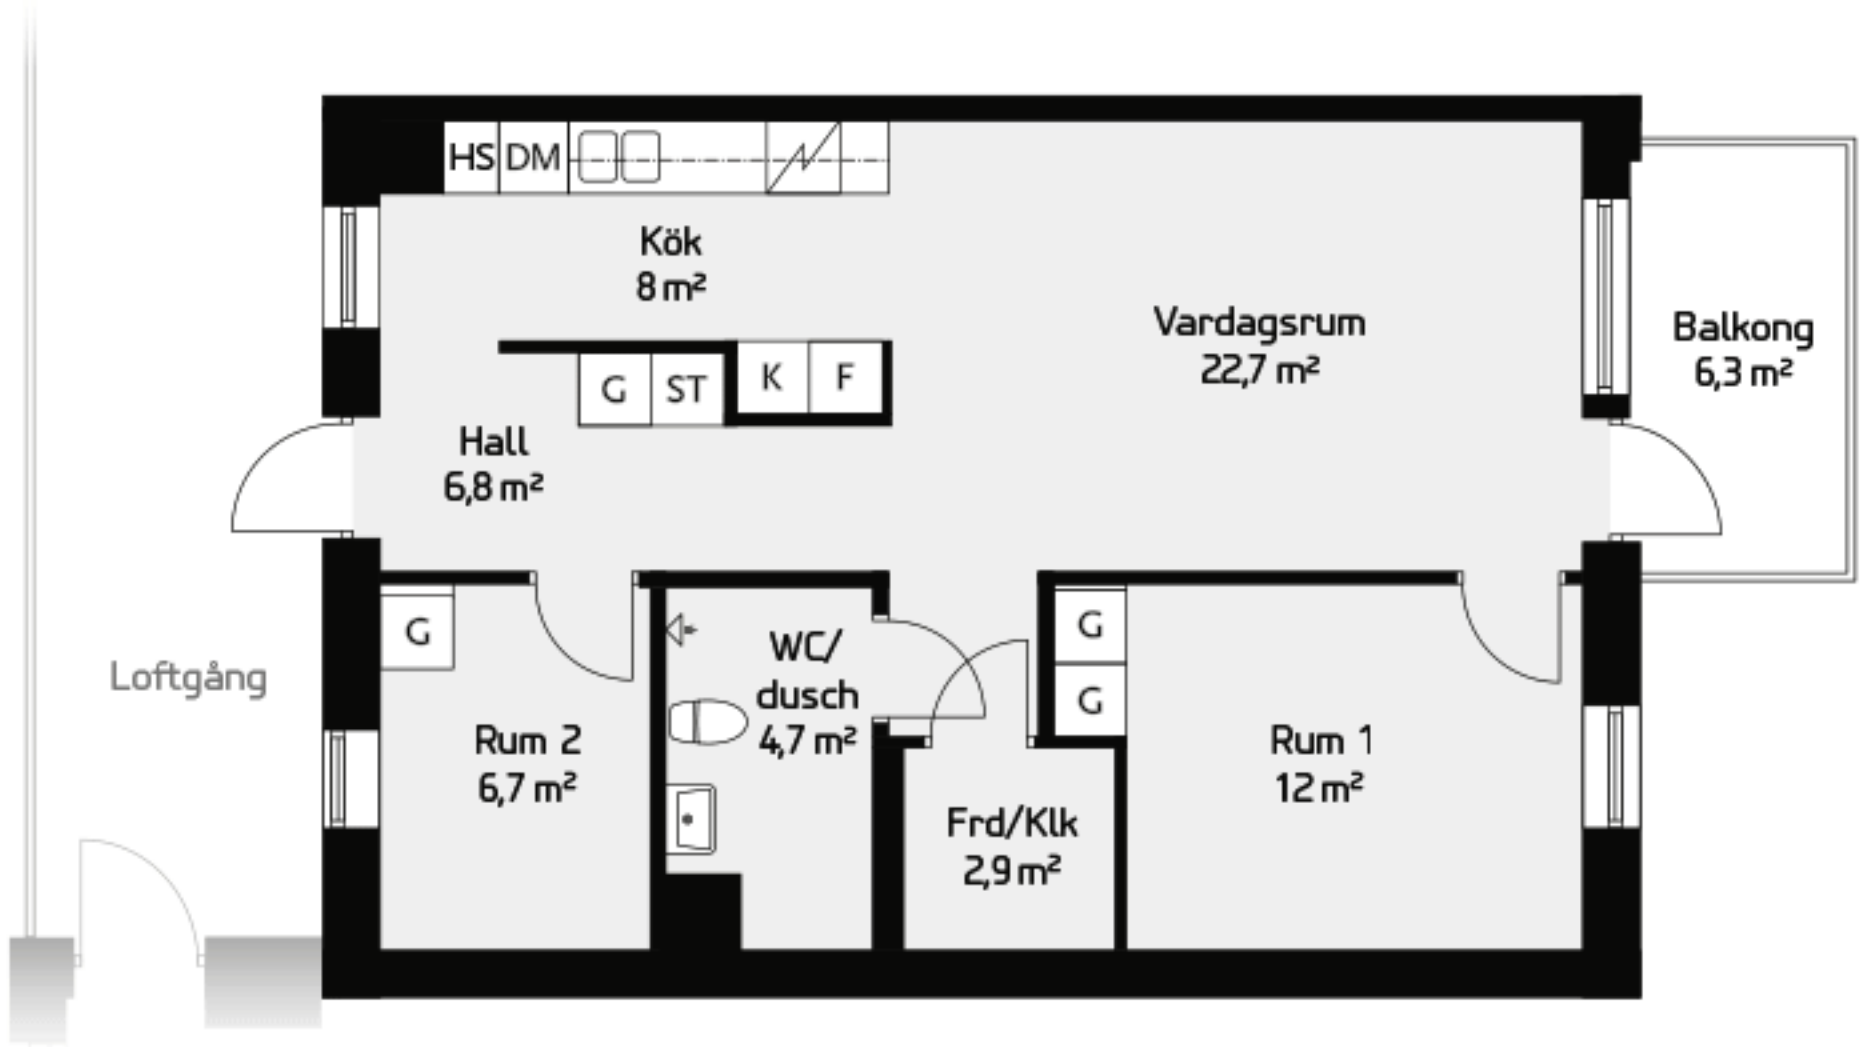 HS DM
Kök
8 m²
Vardagsrum
22,7 m²
Balkong
6,3 m²
G ST K F
Hall
6,8 m²
G
Loftgång
Rum 2
6,7 m²
WC/
dusch
4,7 m²
G
G
Frd/Klk
2,9 m²
Rum 1
12 m²